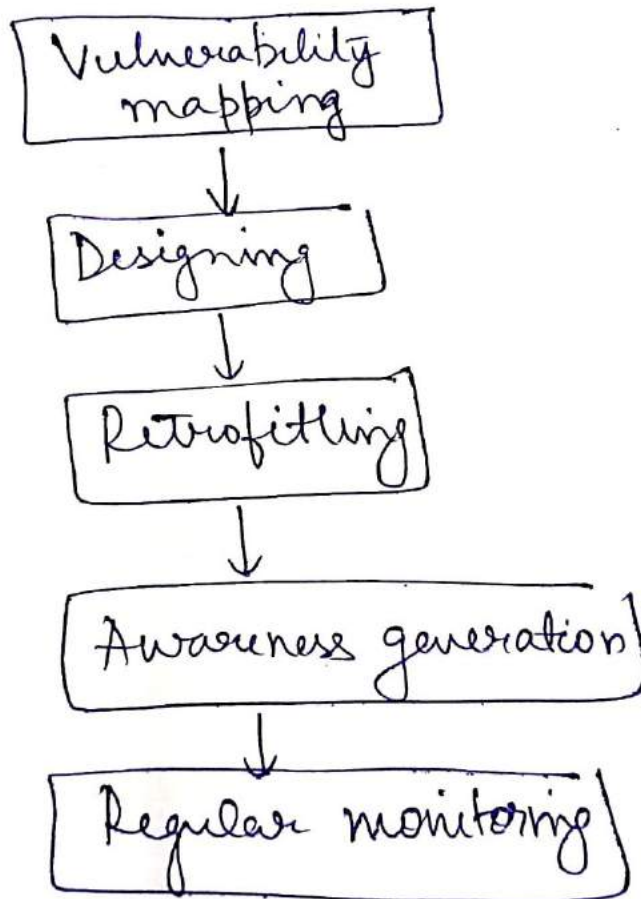 Vulnerability
mapping
Designing
Retrofitting
Awareness generation
Regular monitoring